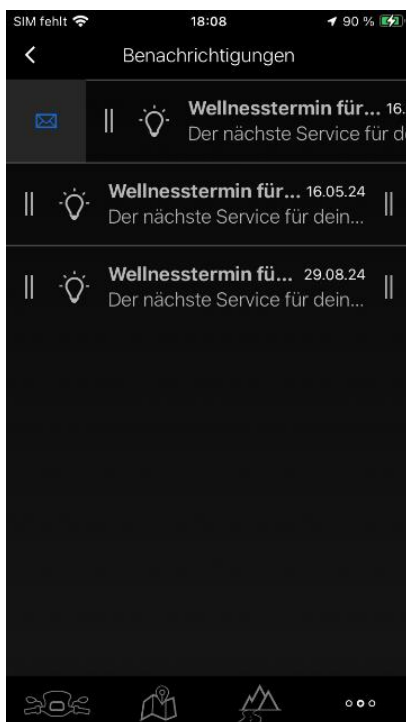 SIM fehlt 18:08 90 %
Benachrichtigungen
Wellnesstermin für... 16.
Der nächste Service für d
Wellnesstermin für... 16.05.24
Der nächste Service für dein...
Wellnesstermin fü... 29.08.24
Der nächste Service für dein...